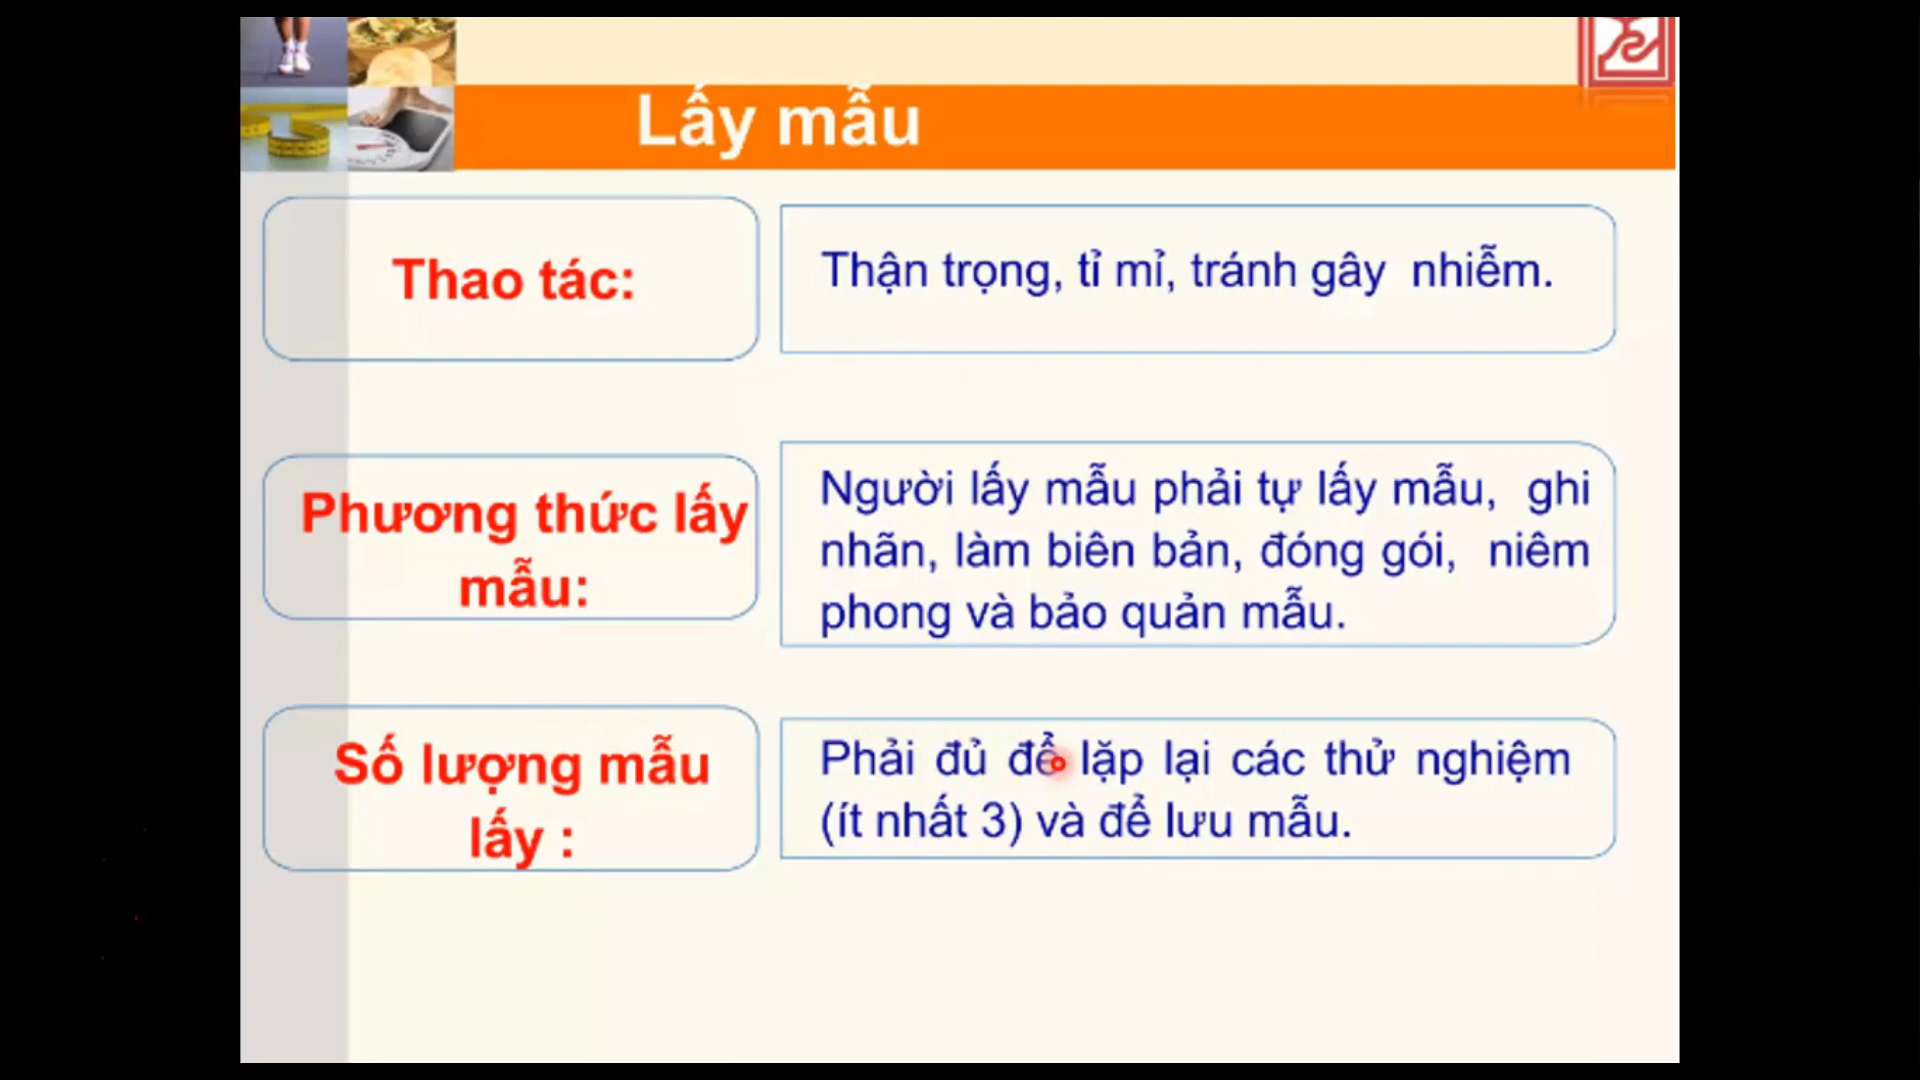 Lấy mẫu
Thao tác:
Thận trọng, tỉ mỉ, tránh gây nhiễm.
Phương thức lấy
mẫu:
Người lấy mẫu phải tự lấy mẫu, ghi
nhãn, làm biên bản, đóng gói, niêm
phong và bảo quản mẫu.
Số lượng mẫu
lấy :
Phải đủ để lặp lại các thử nghiệm
(ít nhất 3) và để lưu mẫu.